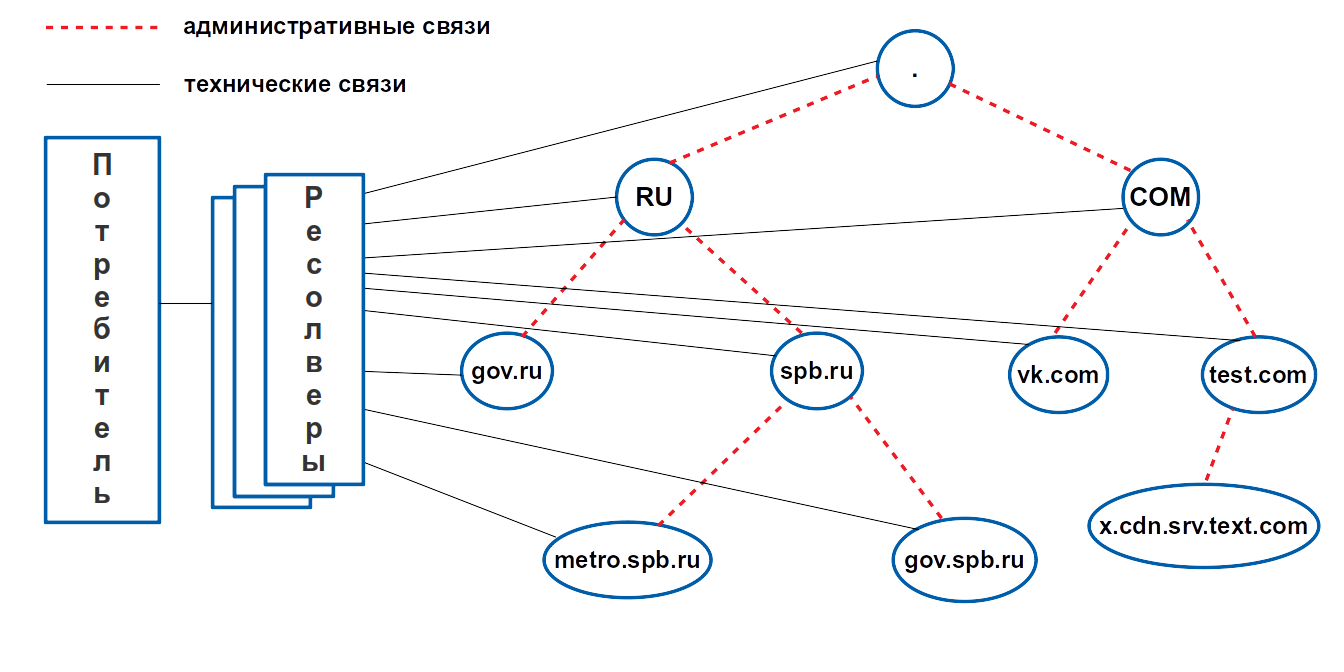 административные связи
технические связи
Потребитель
Ресолверы
.
RU
COM
gov.ru
spb.ru
vk.com
test.com
metro.spb.ru
gov.spb.ru
x.cdn.srv.text.com